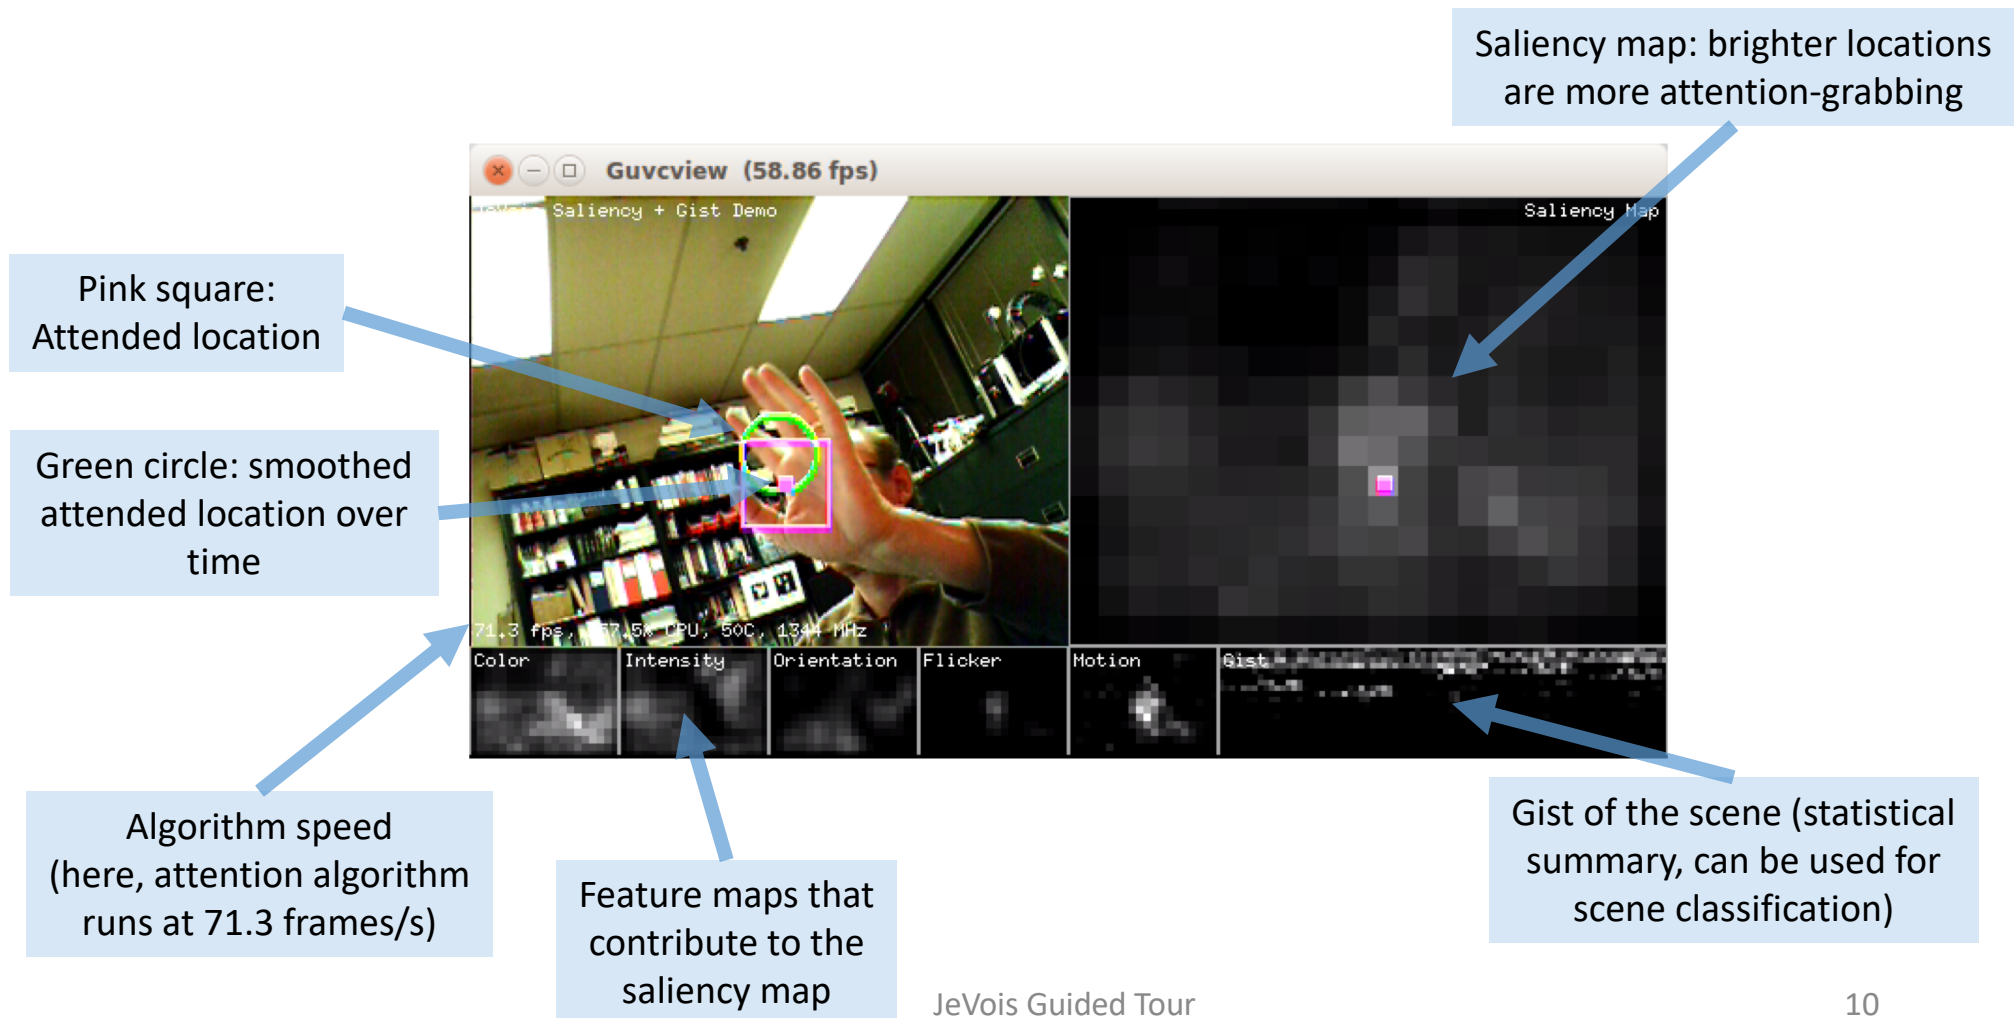 Saliency map: brighter locations
are more attention-grabbing
Guvcview (58.86 fps)
Saliency + Gist Demo
Saliency Map
Pink square:
Attended location
Green circle: smoothed
attended location over
time
71.3 fps, CPU, 50C, 1344 MHz
Color
Intensity
Orientation
Flicker
Motion
Gist
Algorithm speed
(here, attention algorithm
runs at 71.3 frames/s)
Feature maps that
contribute to the
saliency map
Gist of the scene (statistical
summary, can be used for
scene classification)
JeVois Guided Tour
10